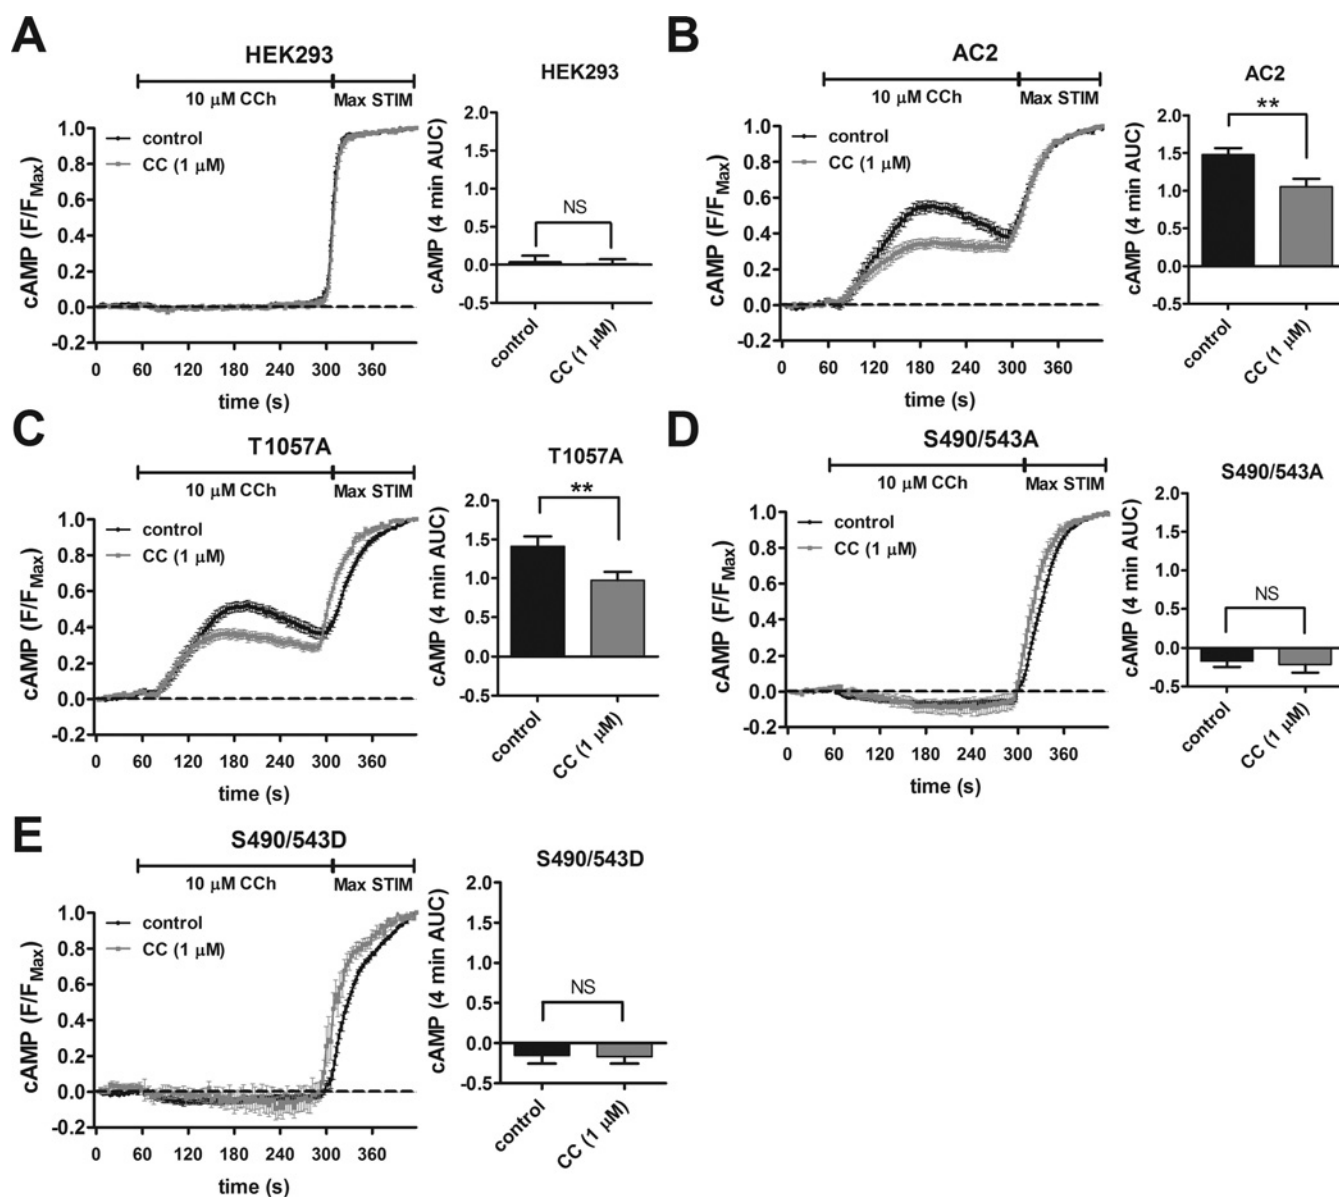 A
HEK293
10 μM CCh
Max STIM
control
CC (1 μM)
cAMP (F/F_Max)
1.0
0.8
0.6
0.4
0.2
0.0
-0.2
0 60 120 180 240 300 360
time (s)
HEK293
cAMP (4 min AUC)
2.0
1.5
1.0
0.5
0.0
-0.5
NS
control
CC (1 μM)
B
AC2
10 μM CCh
Max STIM
control
CC (1 μM)
cAMP (F/F_Max)
1.0
0.8
0.6
0.4
0.2
0.0
-0.2
0 60 120 180 240 300 360
time (s)
AC2
cAMP (4 min AUC)
2.0
1.5
1.0
0.5
0.0
-0.5
**
control
CC (1 μM)
C
T1057A
10 μM CCh
Max STIM
control
CC (1 μM)
cAMP (F/F_Max)
1.0
0.8
0.6
0.4
0.2
0.0
-0.2
0 60 120 180 240 300 360
time (s)
T1057A
cAMP (4 min AUC)
2.0
1.5
1.0
0.5
0.0
-0.5
**
control
CC (1 μM)
D
S490/543A
10 μM CCh
Max STIM
control
CC (1 μM)
cAMP (F/F_Max)
1.0
0.8
0.6
0.4
0.2
0.0
-0.2
0 60 120 180 240 300 360
time (s)
S490/543A
cAMP (4 min AUC)
2.0
1.5
1.0
0.5
0.0
-0.5
NS
control
CC (1 μM)
E
S490/543D
10 μM CCh
Max STIM
control
CC (1 μM)
cAMP (F/F_Max)
1.0
0.8
0.6
0.4
0.2
0.0
-0.2
0 60 120 180 240 300 360
time (s)
S490/543D
cAMP (4 min AUC)
2.0
1.5
1.0
0.5
0.0
-0.5
NS
control
CC (1 μM)